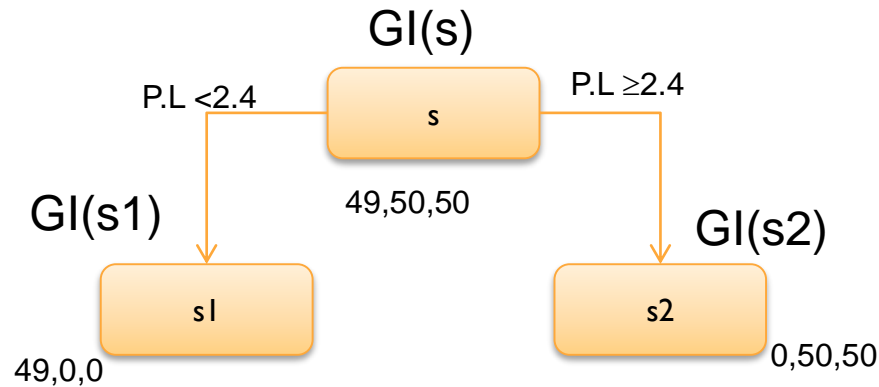 GI(s)
P.L <2.4
P.L ≥2.4
s
49,50,50
GI(s1)
GI(s2)
s1
s2
49,0,0
0,50,50